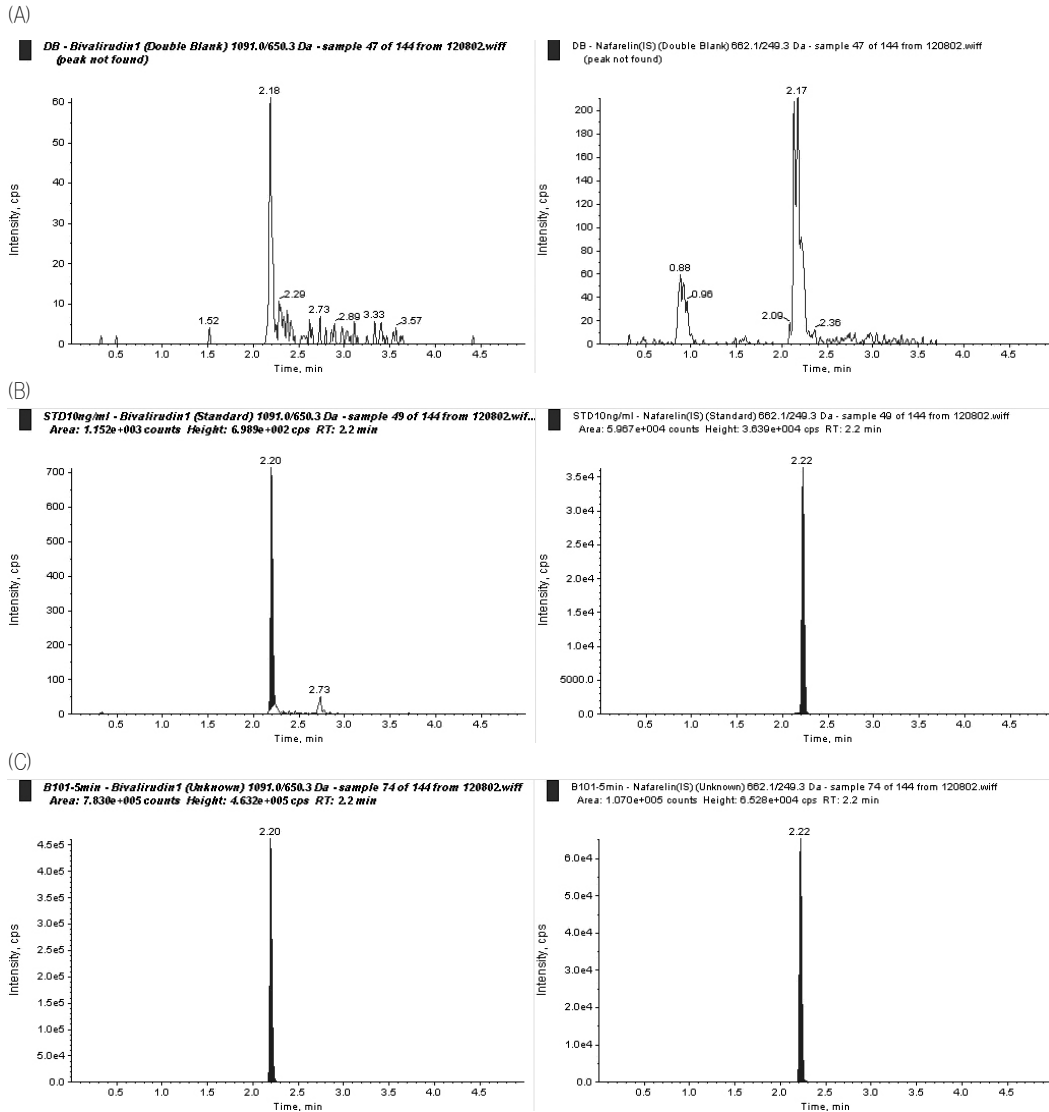 (A)
DB - Bivalirudin1 (Double Blank) 1091.0/650.3 Da - sample 47 of 144 from 120802.wiff
(peak not found)
Intensity, cps
60
50
40
30
20
10
0
2.18
1.52
2.29
2.73
2.89
3.33
3.57
0.5 1.0 1.5 2.0 2.5 3.0 3.5 4.0 4.5
Time, min
DB - Nafarelin(IS) (Double Blank) 662.1/249.3 Da - sample 47 of 144 from 120802.wiff
(peak not found)
Intensity, cps
200
180
160
140
120
100
80
60
40
20
0
2.17
0.88
0.96
2.09
2.36
0.5 1.0 1.5 2.0 2.5 3.0 3.5 4.0 4.5
Time, min
(B)
STD10ng/ml - Bivalirudin1 (Standard) 1091.0/650.3 Da - sample 49 of 144 from 120802.wif...
Area: 1.152e+003 counts Height: 6.989e+002 cps RT: 2.2 min
Intensity, cps
700
600
500
400
300
200
100
0
2.20
2.73
0.5 1.0 1.5 2.0 2.5 3.0 3.5 4.0 4.5
Time, min
STD10ng/ml - Nafarelin(IS) (Standard) 662.1/249.3 Da - sample 49 of 144 from 120802.wiff
Area: 5.967e+004 counts Height: 3.639e+004 cps RT: 2.2 min
Intensity, cps
3.5e4
3.0e4
2.5e4
2.0e4
1.5e4
1.0e4
5000.0
0.0
2.22
0.5 1.0 1.5 2.0 2.5 3.0 3.5 4.0 4.5
Time, min
(C)
B101-5min - Bivalirudin1 (Unknown) 1091.0/650.3 Da - sample 74 of 144 from 120802.wiff
Area: 7.830e+005 counts Height: 4.632e+005 cps RT: 2.2 min
Intensity, cps
4.5e5
4.0e5
3.5e5
3.0e5
2.5e5
2.0e5
1.5e5
1.0e5
5.0e4
0.0
2.20
0.5 1.0 1.5 2.0 2.5 3.0 3.5 4.0 4.5
Time, min
B101-5min - Nafarelin(IS) (Unknown) 662.1/249.3 Da - sample 74 of 144 from 120802.wiff
Area: 1.070e+005 counts Height: 6.528e+004 cps RT: 2.2 min
Intensity, cps
6.0e4
5.0e4
4.0e4
3.0e4
2.0e4
1.0e4
0.0
2.22
0.5 1.0 1.5 2.0 2.5 3.0 3.5 4.0 4.5
Time, min